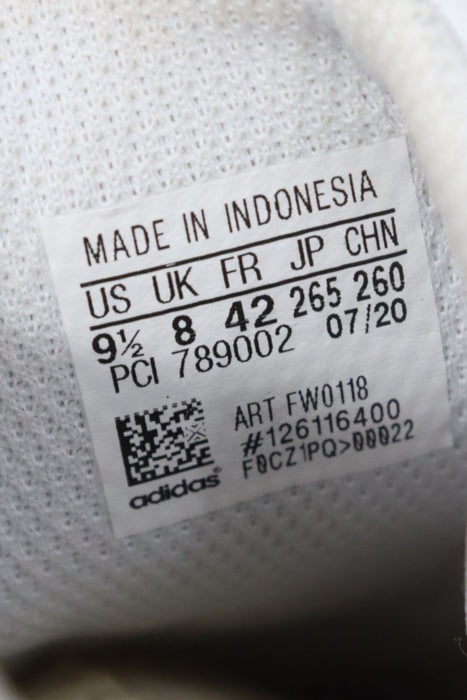 MADE IN INDONESIA
US UK FR JP CHN
9½ 8 42 265 260
PCI 789002 07/20
ART FW0118
#126116400
F0CZ1PQ>00022
adidas